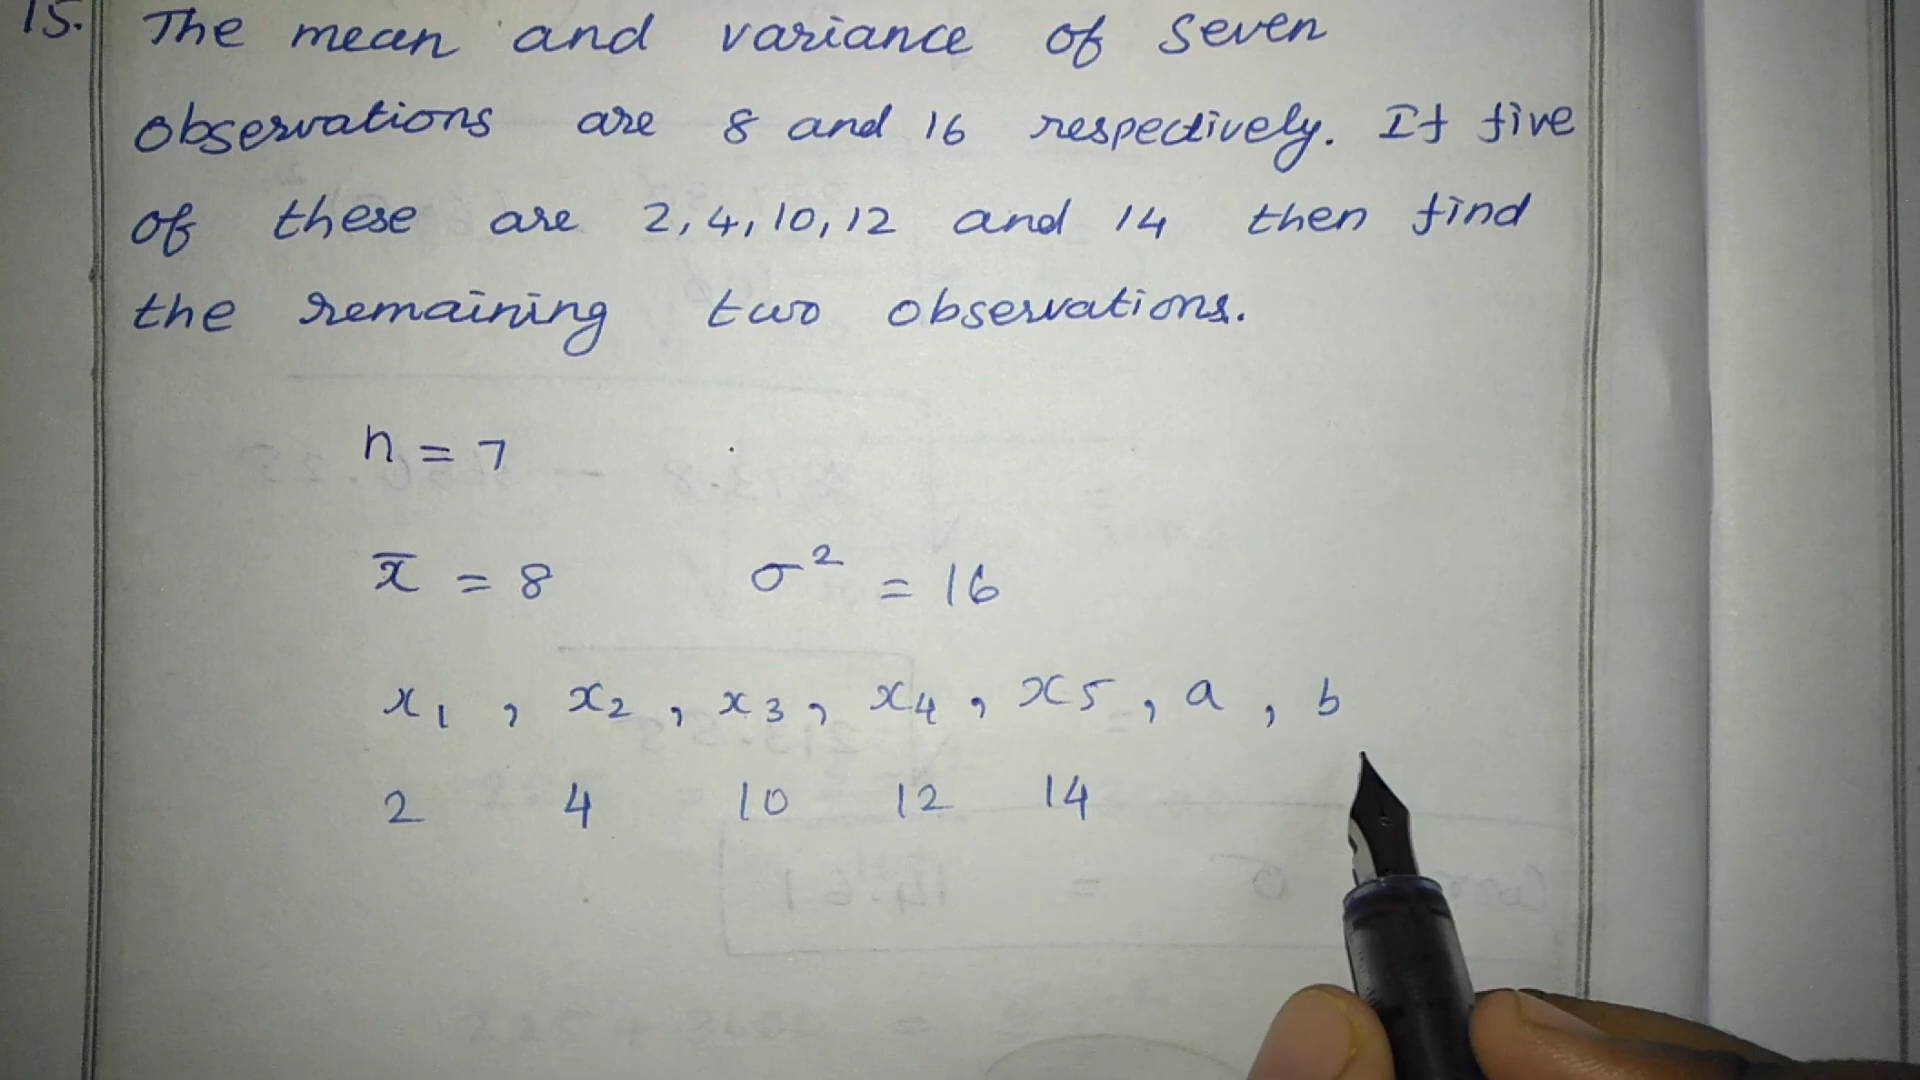 15. The mean and variance of seven
observations are 8 and 16 respectively. If five
of these are 2, 4, 10, 12 and 14 then find
the remaining two observations.
n = 7
x̄ = 8 σ² = 16
x₁, x₂, x₃, x₄, x₅, a, b
2 4 10 12 14